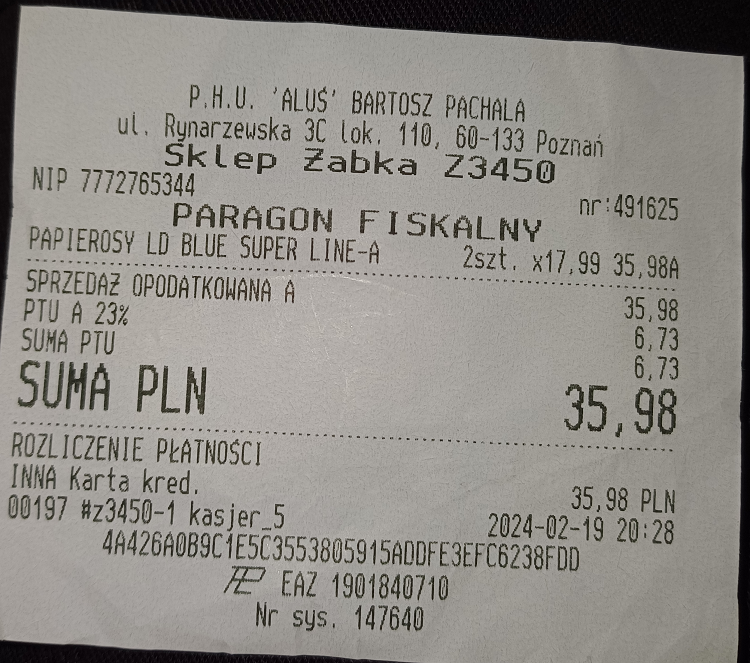 P.H.U. 'ALUŚ' BARTOSZ PACHALA
ul. Rynarzewska 3C lok. 110, 60-133 Poznań
Sklep Żabka Z3450
NIP 7772765344 nr:491625
PARAGON FISKALNY
PAPIEROSY LD BLUE SUPER LINE-A 2szt. x17,99 35,98A
SPRZEDAŻ OPODATKOWANA A 35,98
PTU A 23% 6,73
SUMA PTU 6,73
SUMA PLN 35,98
ROZLICZENIE PŁATNOŚCI
INNA Karta kred. 35,98 PLN
00197 #z3450-1 kasjer_5 2024-02-19 20:28
4A426A0B9C1E5C3553805915ADDFE3EFC6238FDD
EAZ 1901840710
Nr sys. 147640